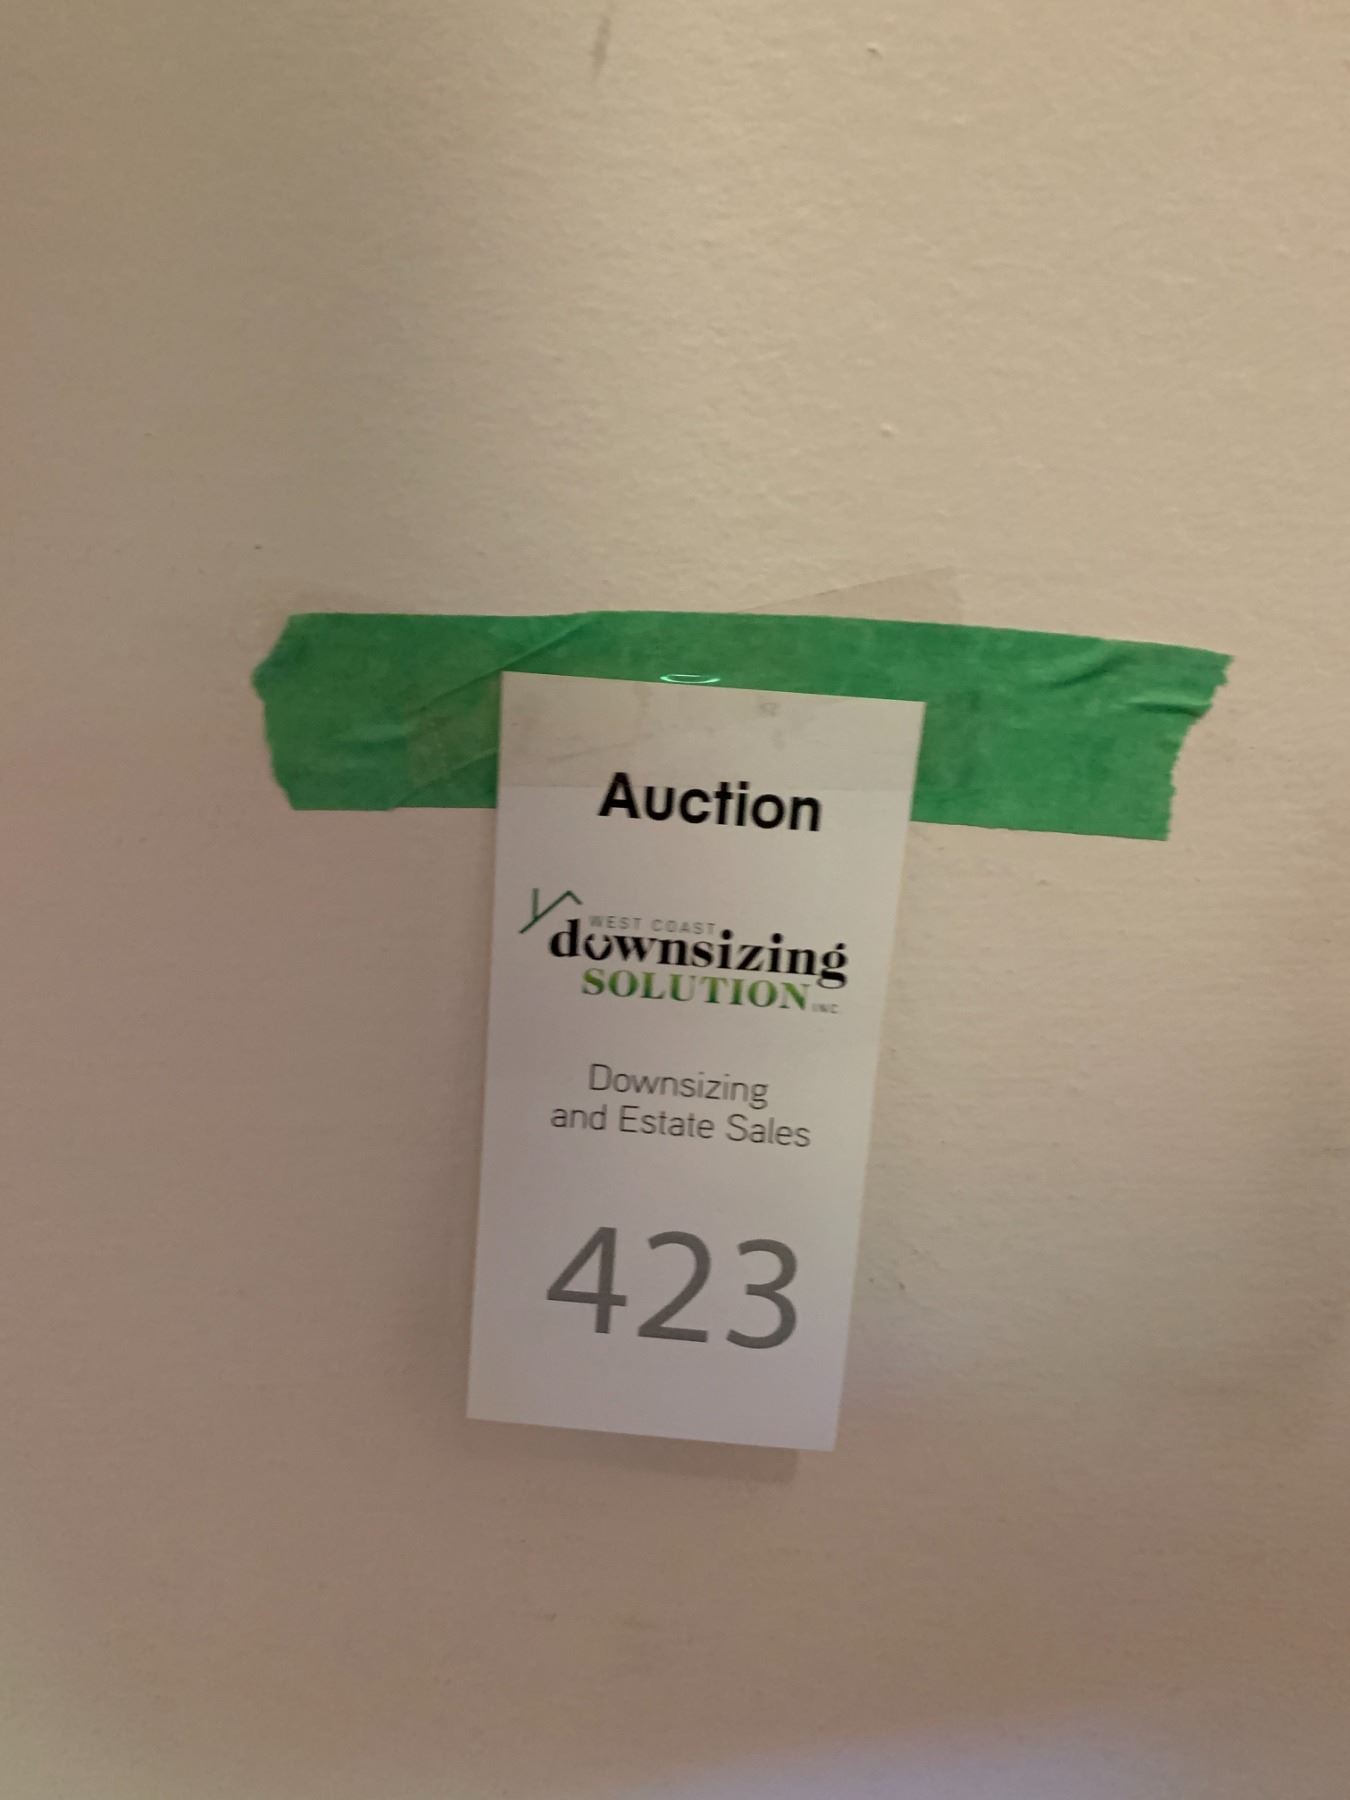 Auction
WEST COAST
downsizing
SOLUTION INC
Downsizing
and Estate Sales
423